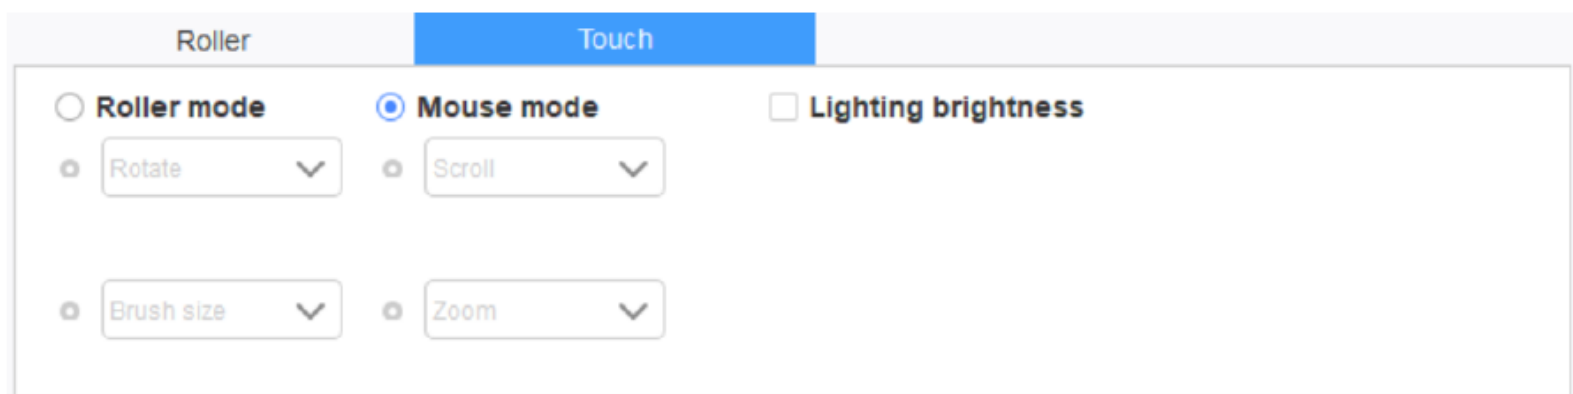 Roller Touch
Roller mode Mouse mode Lighting brightness
Rotate Scroll
Brush size Zoom